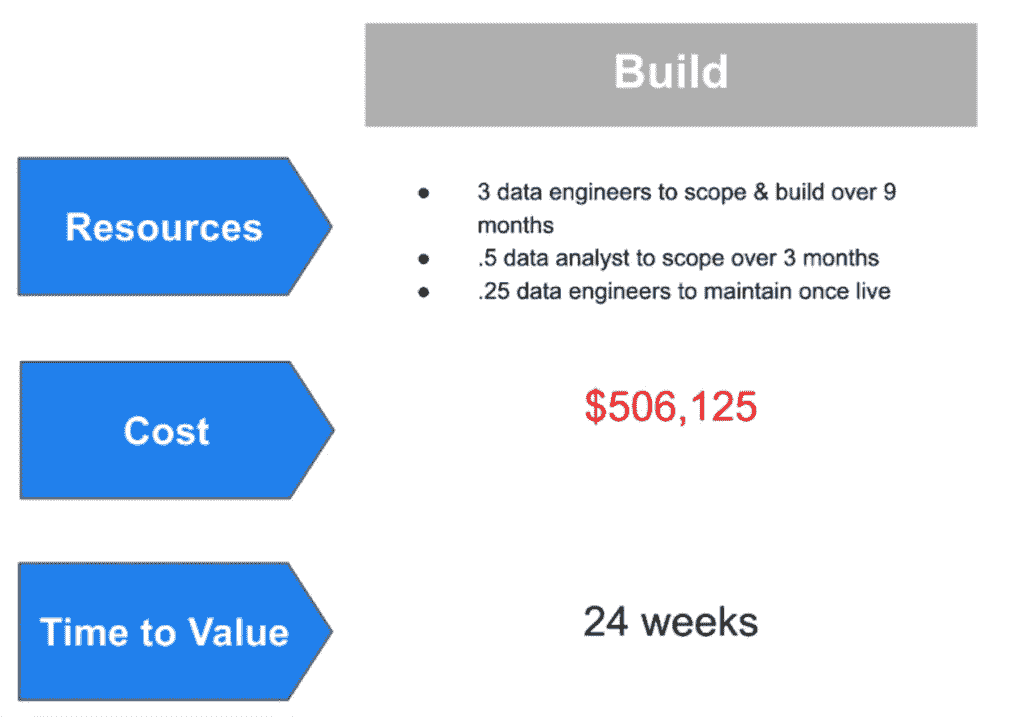 Build
Resources
● 3 data engineers to scope & build over 9
months
● .5 data analyst to scope over 3 months
● .25 data engineers to maintain once live
Cost
$506,125
Time to Value
24 weeks